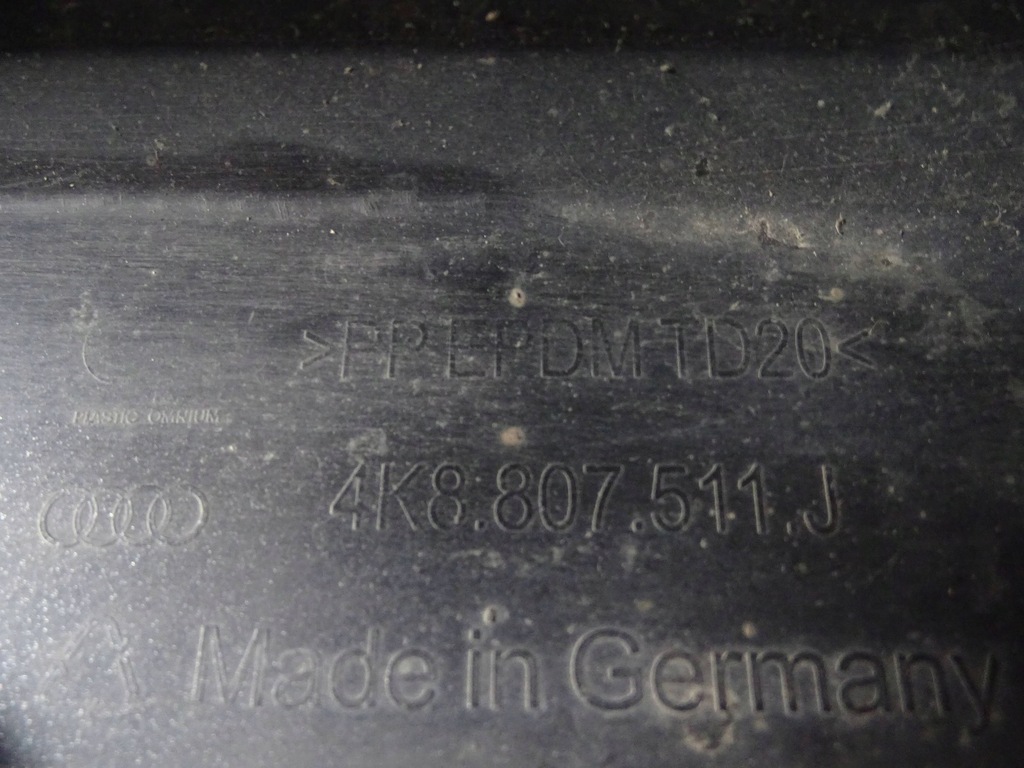 >PP EPDM TD20<
PLASTIC OMNIUM
4K8.807.511.J
Made in Germany